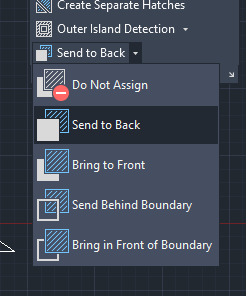 Create Separate Hatches
Outer Island Detection
Send to Back
Do Not Assign
Send to Back
Bring to Front
Send Behind Boundary
Bring in Front of Boundary